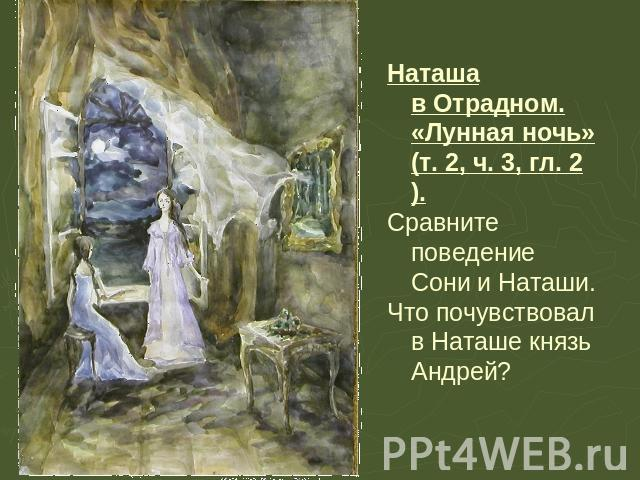 Наташа
в Отрадном.
«Лунная ночь»
(т. 2, ч. 3, гл. 2
).
Сравните
поведение
Сони и Наташи.
Что почувствовал
в Наташе князь
Андрей?
PPt4WEB.ru